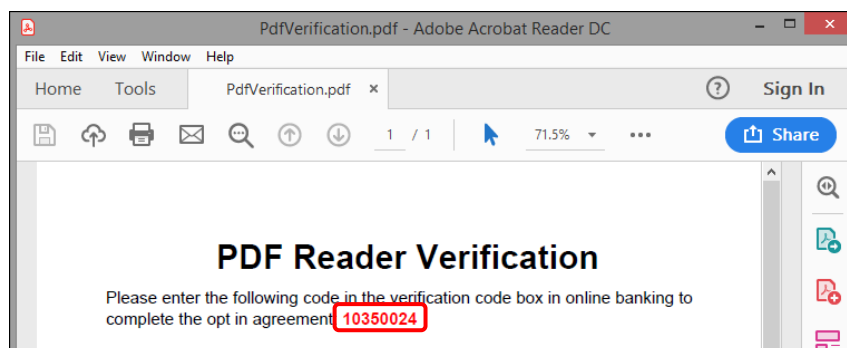 PdfVerification.pdf - Adobe Acrobat Reader DC
File Edit View Window Help
Home Tools PdfVerification.pdf × ? Sign In
1 / 1 71.5% Share
PDF Reader Verification
Please enter the following code in the verification code box in online banking to
complete the opt in agreement 10350024